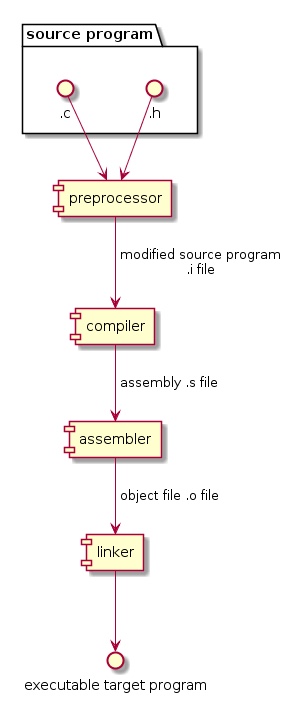 source program
.c
.h
preprocessor
modified source program
.i file
compiler
assembly .s file
assembler
object file .o file
linker
executable target program